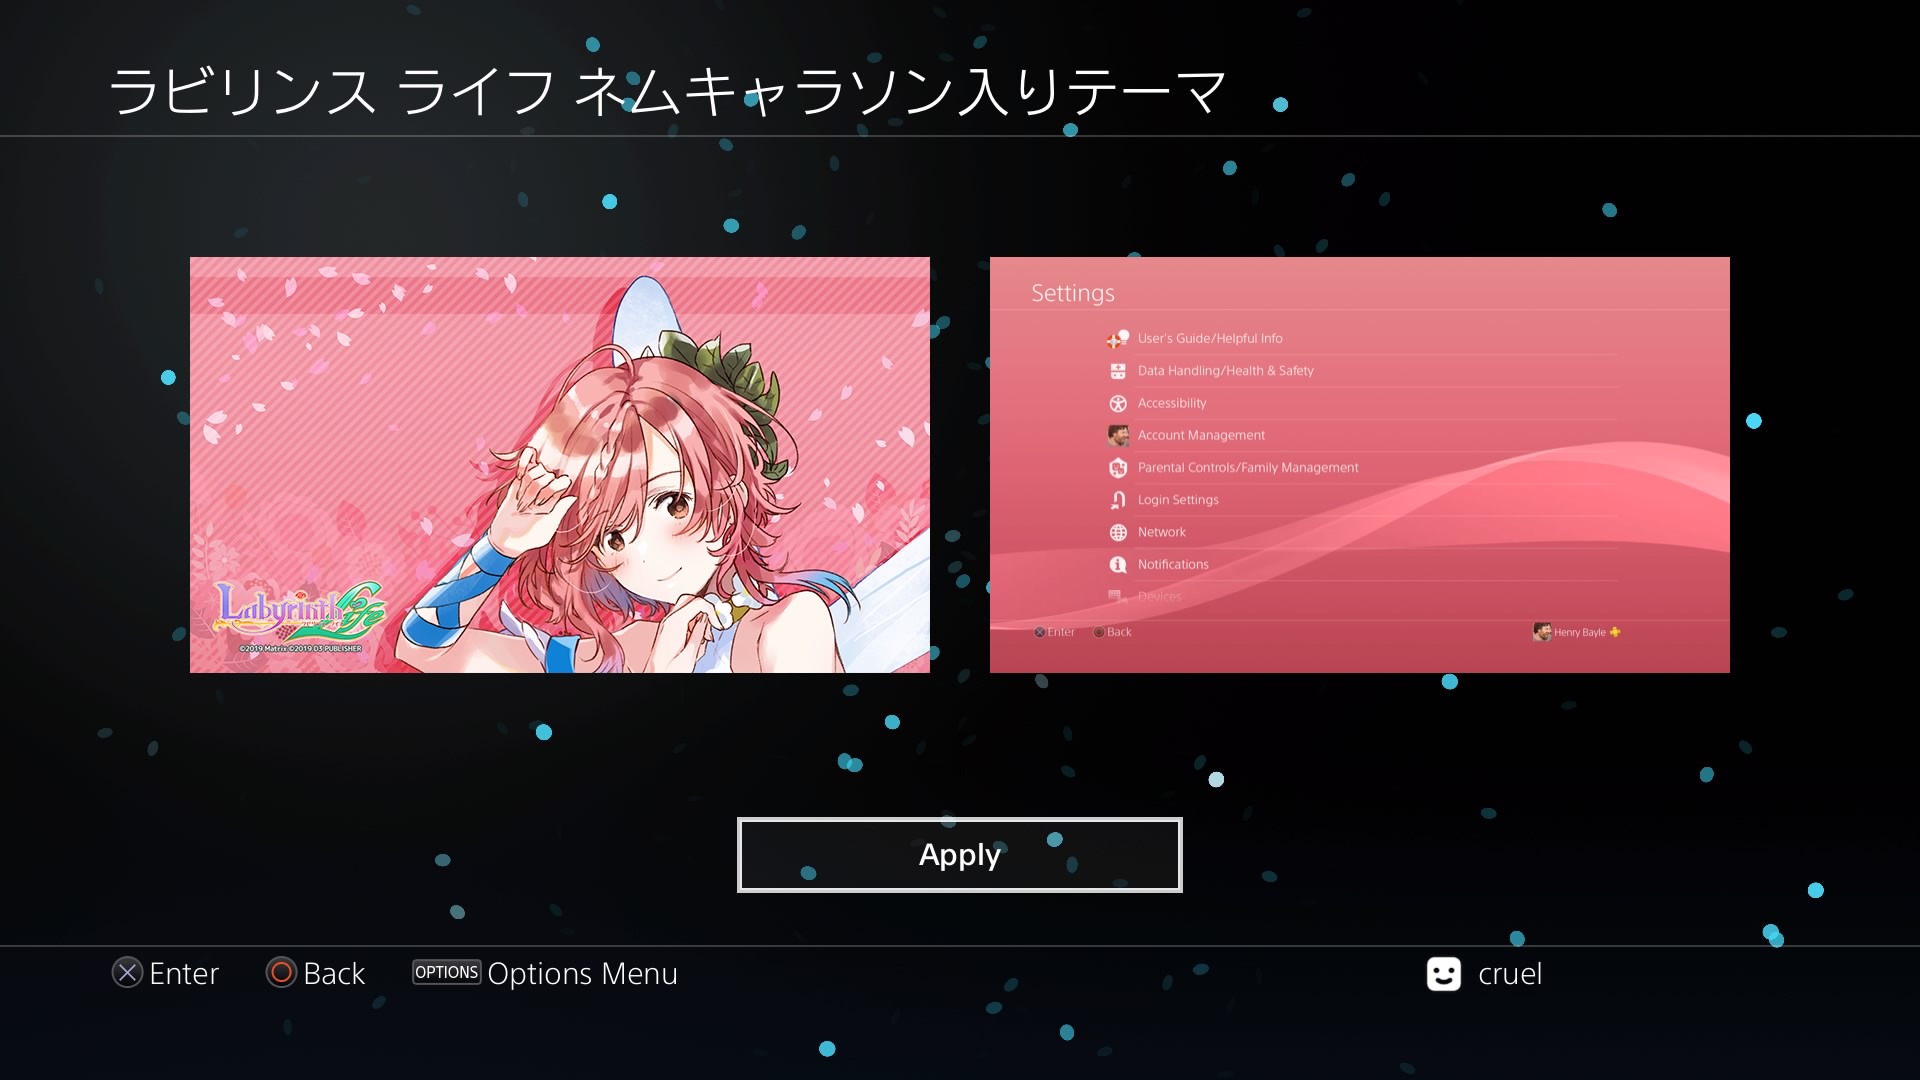 ラビリンス ライフ ネムキャラソン入りテーマ
Labyrinth Life
©2019 Matrix ©2019 D3 PUBLISHER
Settings
User's Guide/Helpful Info
Data Handling/Health & Safety
Accessibility
Account Management
Parental Controls/Family Management
Login Settings
Network
Notifications
Devices
Enter
Back
Henry Bayle
Apply
Enter
Back
OPTIONS Options Menu
cruel